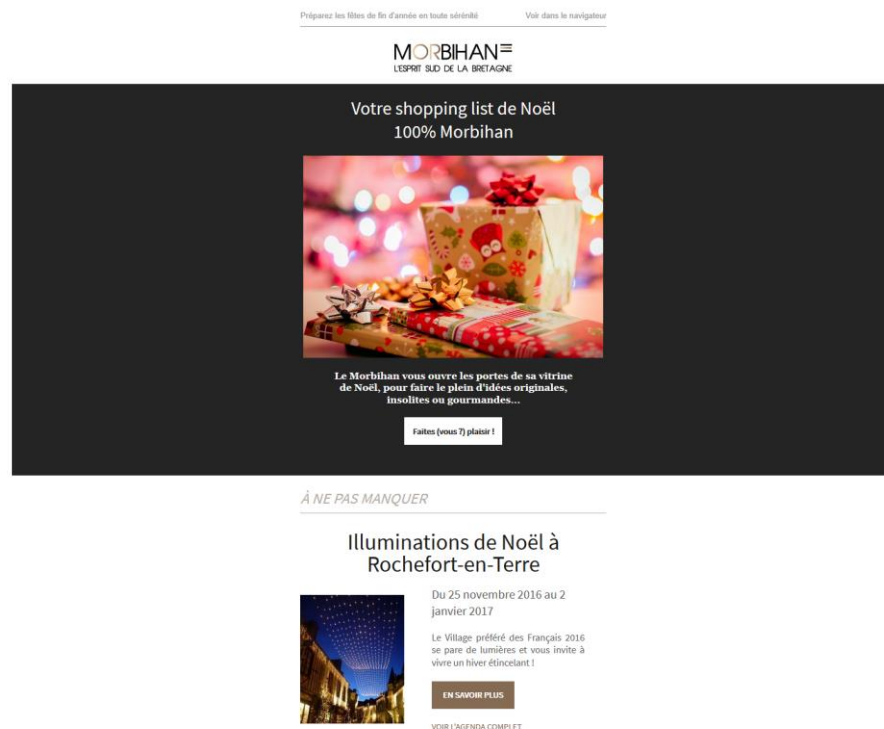 Préparez les fêtes de fin d'année en toute sérénité
Voir dans le navigateur
MORBIHAN
L'ESPRIT SUD DE LA BRETAGNE
Votre shopping list de Noël
100% Morbihan
Le Morbihan vous ouvre les portes de sa vitrine
de Noël, pour faire le plein d'idées originales,
insolites ou gourmandes...
Faites (vous ?) plaisir !
À NE PAS MANQUER
Illuminations de Noël à
Rochefort-en-Terre
Du 25 novembre 2016 au 2
janvier 2017
Le Village préféré des Français 2016
se pare de lumières et vous invite à
vivre un hiver étincelant !
EN SAVOIR PLUS
VOIR L'AGENDA COMPLET